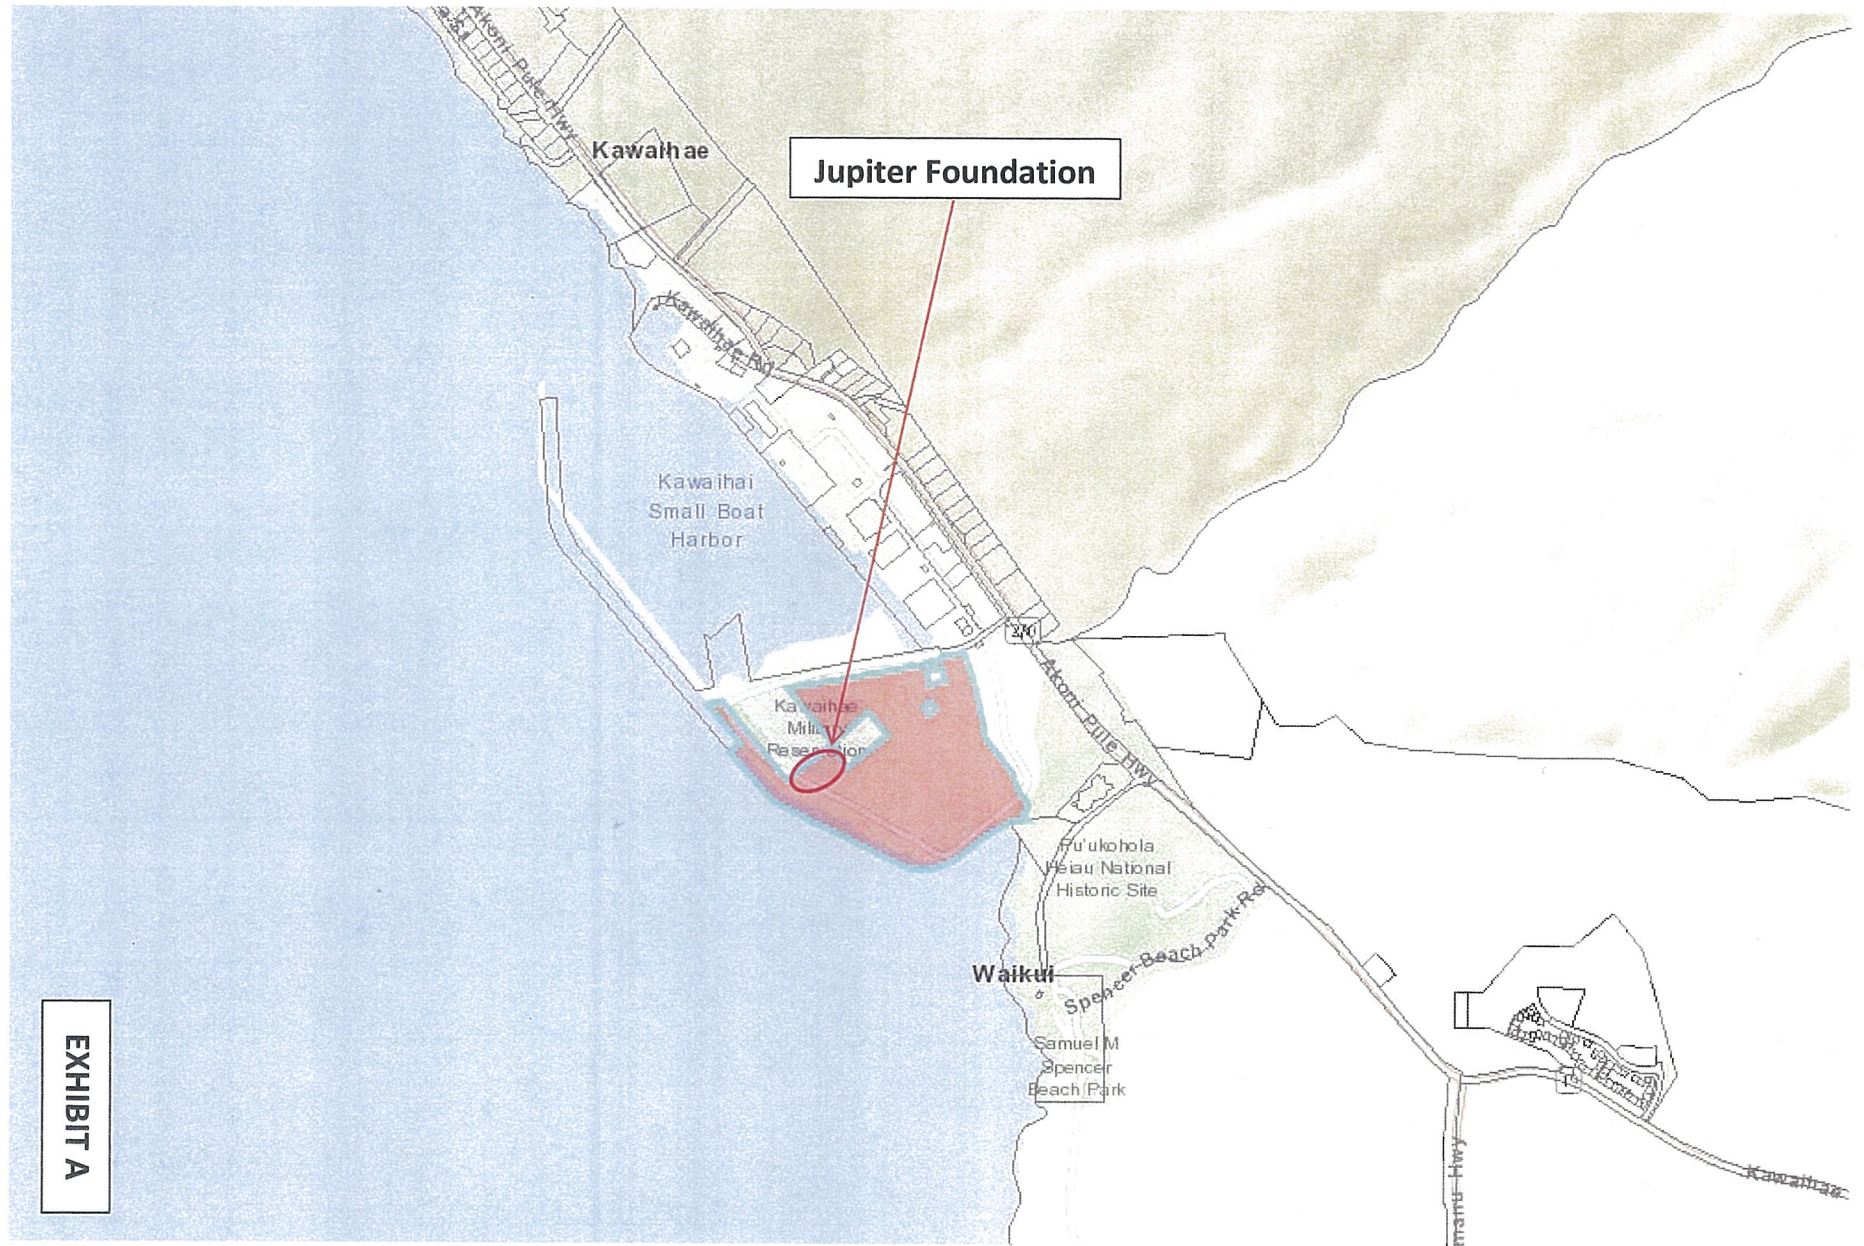 Akoni Pule Hwy
Kawaihae
Jupiter Foundation
Kawaihae Rd
Kawaihai
Small Boat
Harbor
270
Akoni Pule Hwy
Kawaihae
Military
Reservation
Pu'ukohola
Heiau National
Historic Site
Spencer Beach Park Rd
Waikui
Samuel M
Spencer
Beach Park
EXHIBIT A
Hwy
Kawaihae